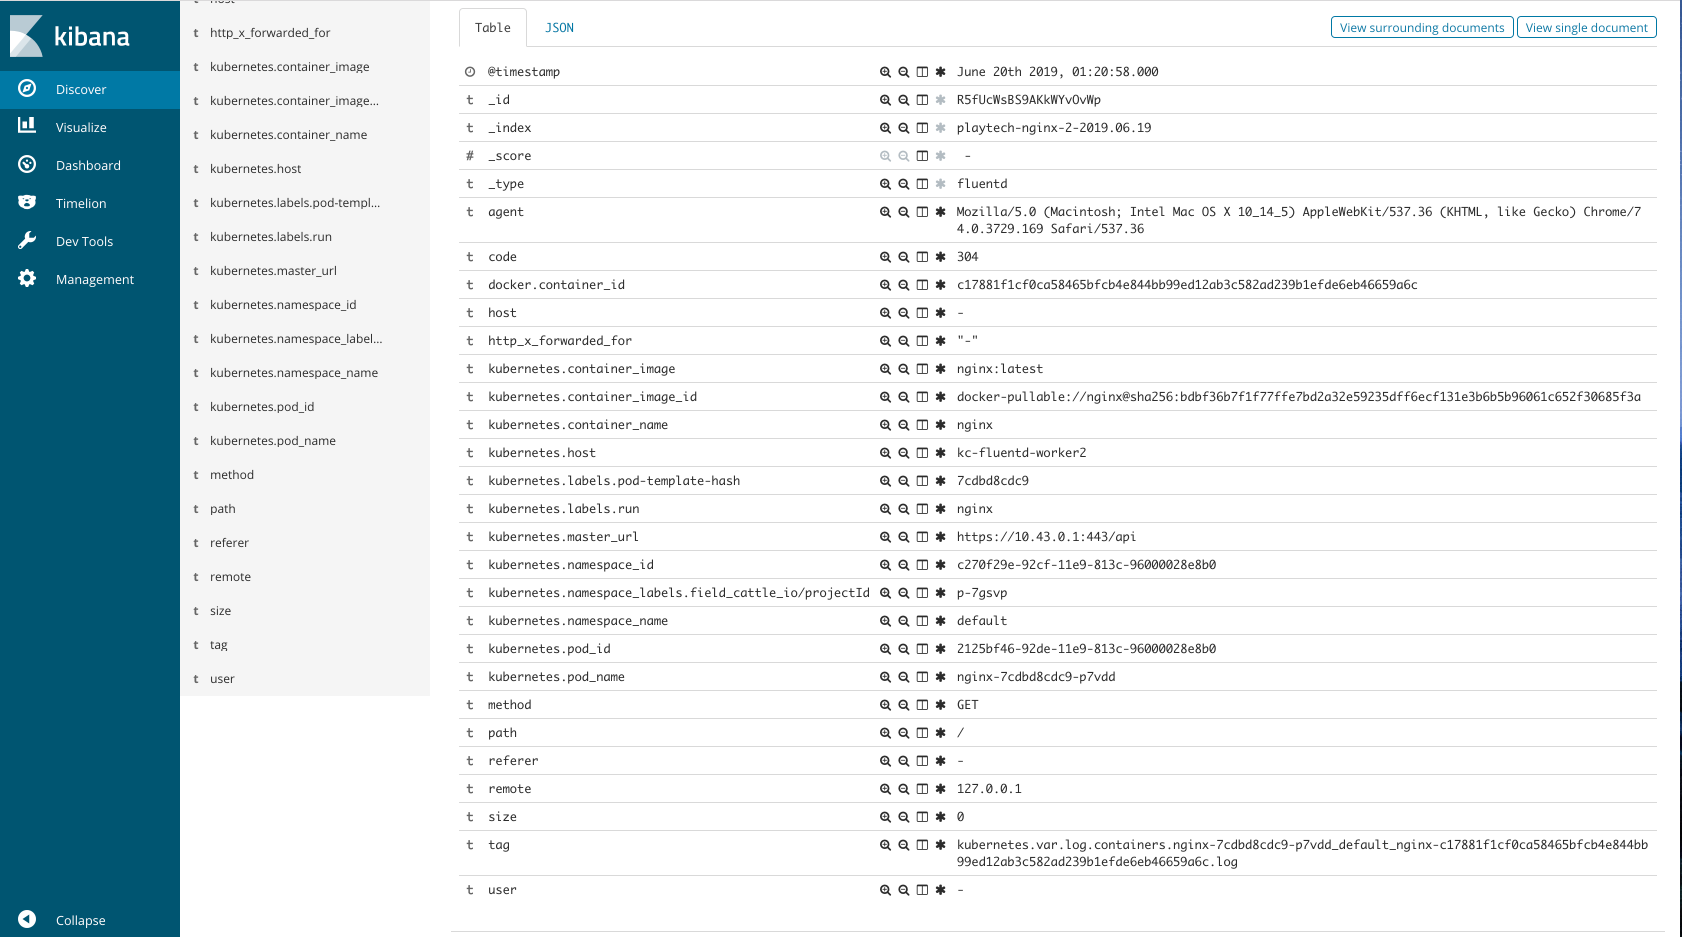 kibana
Discover
Visualize
Dashboard
Timelion
Dev Tools
Management
Collapse
t host
t http_x_forwarded_for
t kubernetes.container_image
t kubernetes.container_image...
t kubernetes.container_name
t kubernetes.host
t kubernetes.labels.pod-templ...
t kubernetes.labels.run
t kubernetes.master_url
t kubernetes.namespace_id
t kubernetes.namespace_label...
t kubernetes.namespace_name
t kubernetes.pod_id
t kubernetes.pod_name
t method
t path
t referer
t remote
t size
t tag
t user
Table JSON View surrounding documents View single document
@timestamp June 20th 2019, 01:20:58.000
t _id R5fUcWsBS9AKkWYvOvWp
t _index playtech-nginx-2-2019.06.19
# _score -
t _type fluentd
t agent Mozilla/5.0 (Macintosh; Intel Mac OS X 10_14_5) AppleWebKit/537.36 (KHTML, like Gecko) Chrome/7
4.0.3729.169 Safari/537.36
t code 304
t docker.container_id c17881f1cf0ca58465bfcb4e844bb99ed12ab3c582ad239b1efde6eb46659a6c
t host -
t http_x_forwarded_for "-"
t kubernetes.container_image nginx:latest
t kubernetes.container_image_id docker-pullable://nginx@sha256:bdbf36b7f1f77ffe7bd2a32e59235dff6ecf131e3b6b5b96061c652f30685f3a
t kubernetes.container_name nginx
t kubernetes.host kc-fluentd-worker2
t kubernetes.labels.pod-template-hash 7cdbd8cdc9
t kubernetes.labels.run nginx
t kubernetes.master_url https://10.43.0.1:443/api
t kubernetes.namespace_id c270f29e-92cf-11e9-813c-96000028e8b0
t kubernetes.namespace_labels.field_cattle_io/projectId p-7gsvp
t kubernetes.namespace_name default
t kubernetes.pod_id 2125bf46-92de-11e9-813c-96000028e8b0
t kubernetes.pod_name nginx-7cdbd8cdc9-p7vdd
t method GET
t path /
t referer -
t remote 127.0.0.1
t size 0
t tag kubernetes.var.log.containers.nginx-7cdbd8cdc9-p7vdd_default_nginx-c17881f1cf0ca58465bfcb4e844bb
99ed12ab3c582ad239b1efde6eb46659a6c.log
t user -